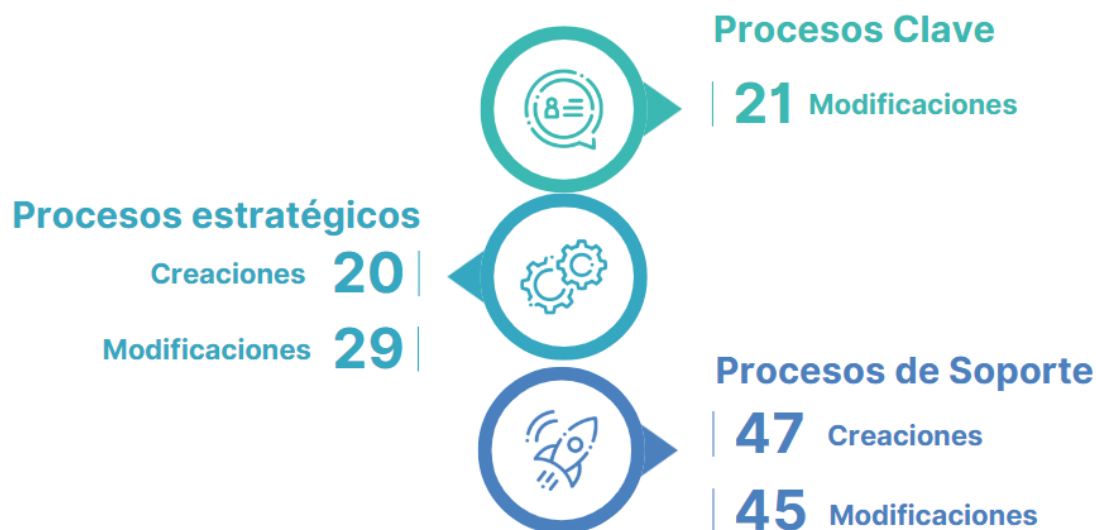 Procesos Clave
21 Modificaciones
Procesos estratégicos
Creaciones 20
Modificaciones 29
Procesos de Soporte
47 Creaciones
45 Modificaciones